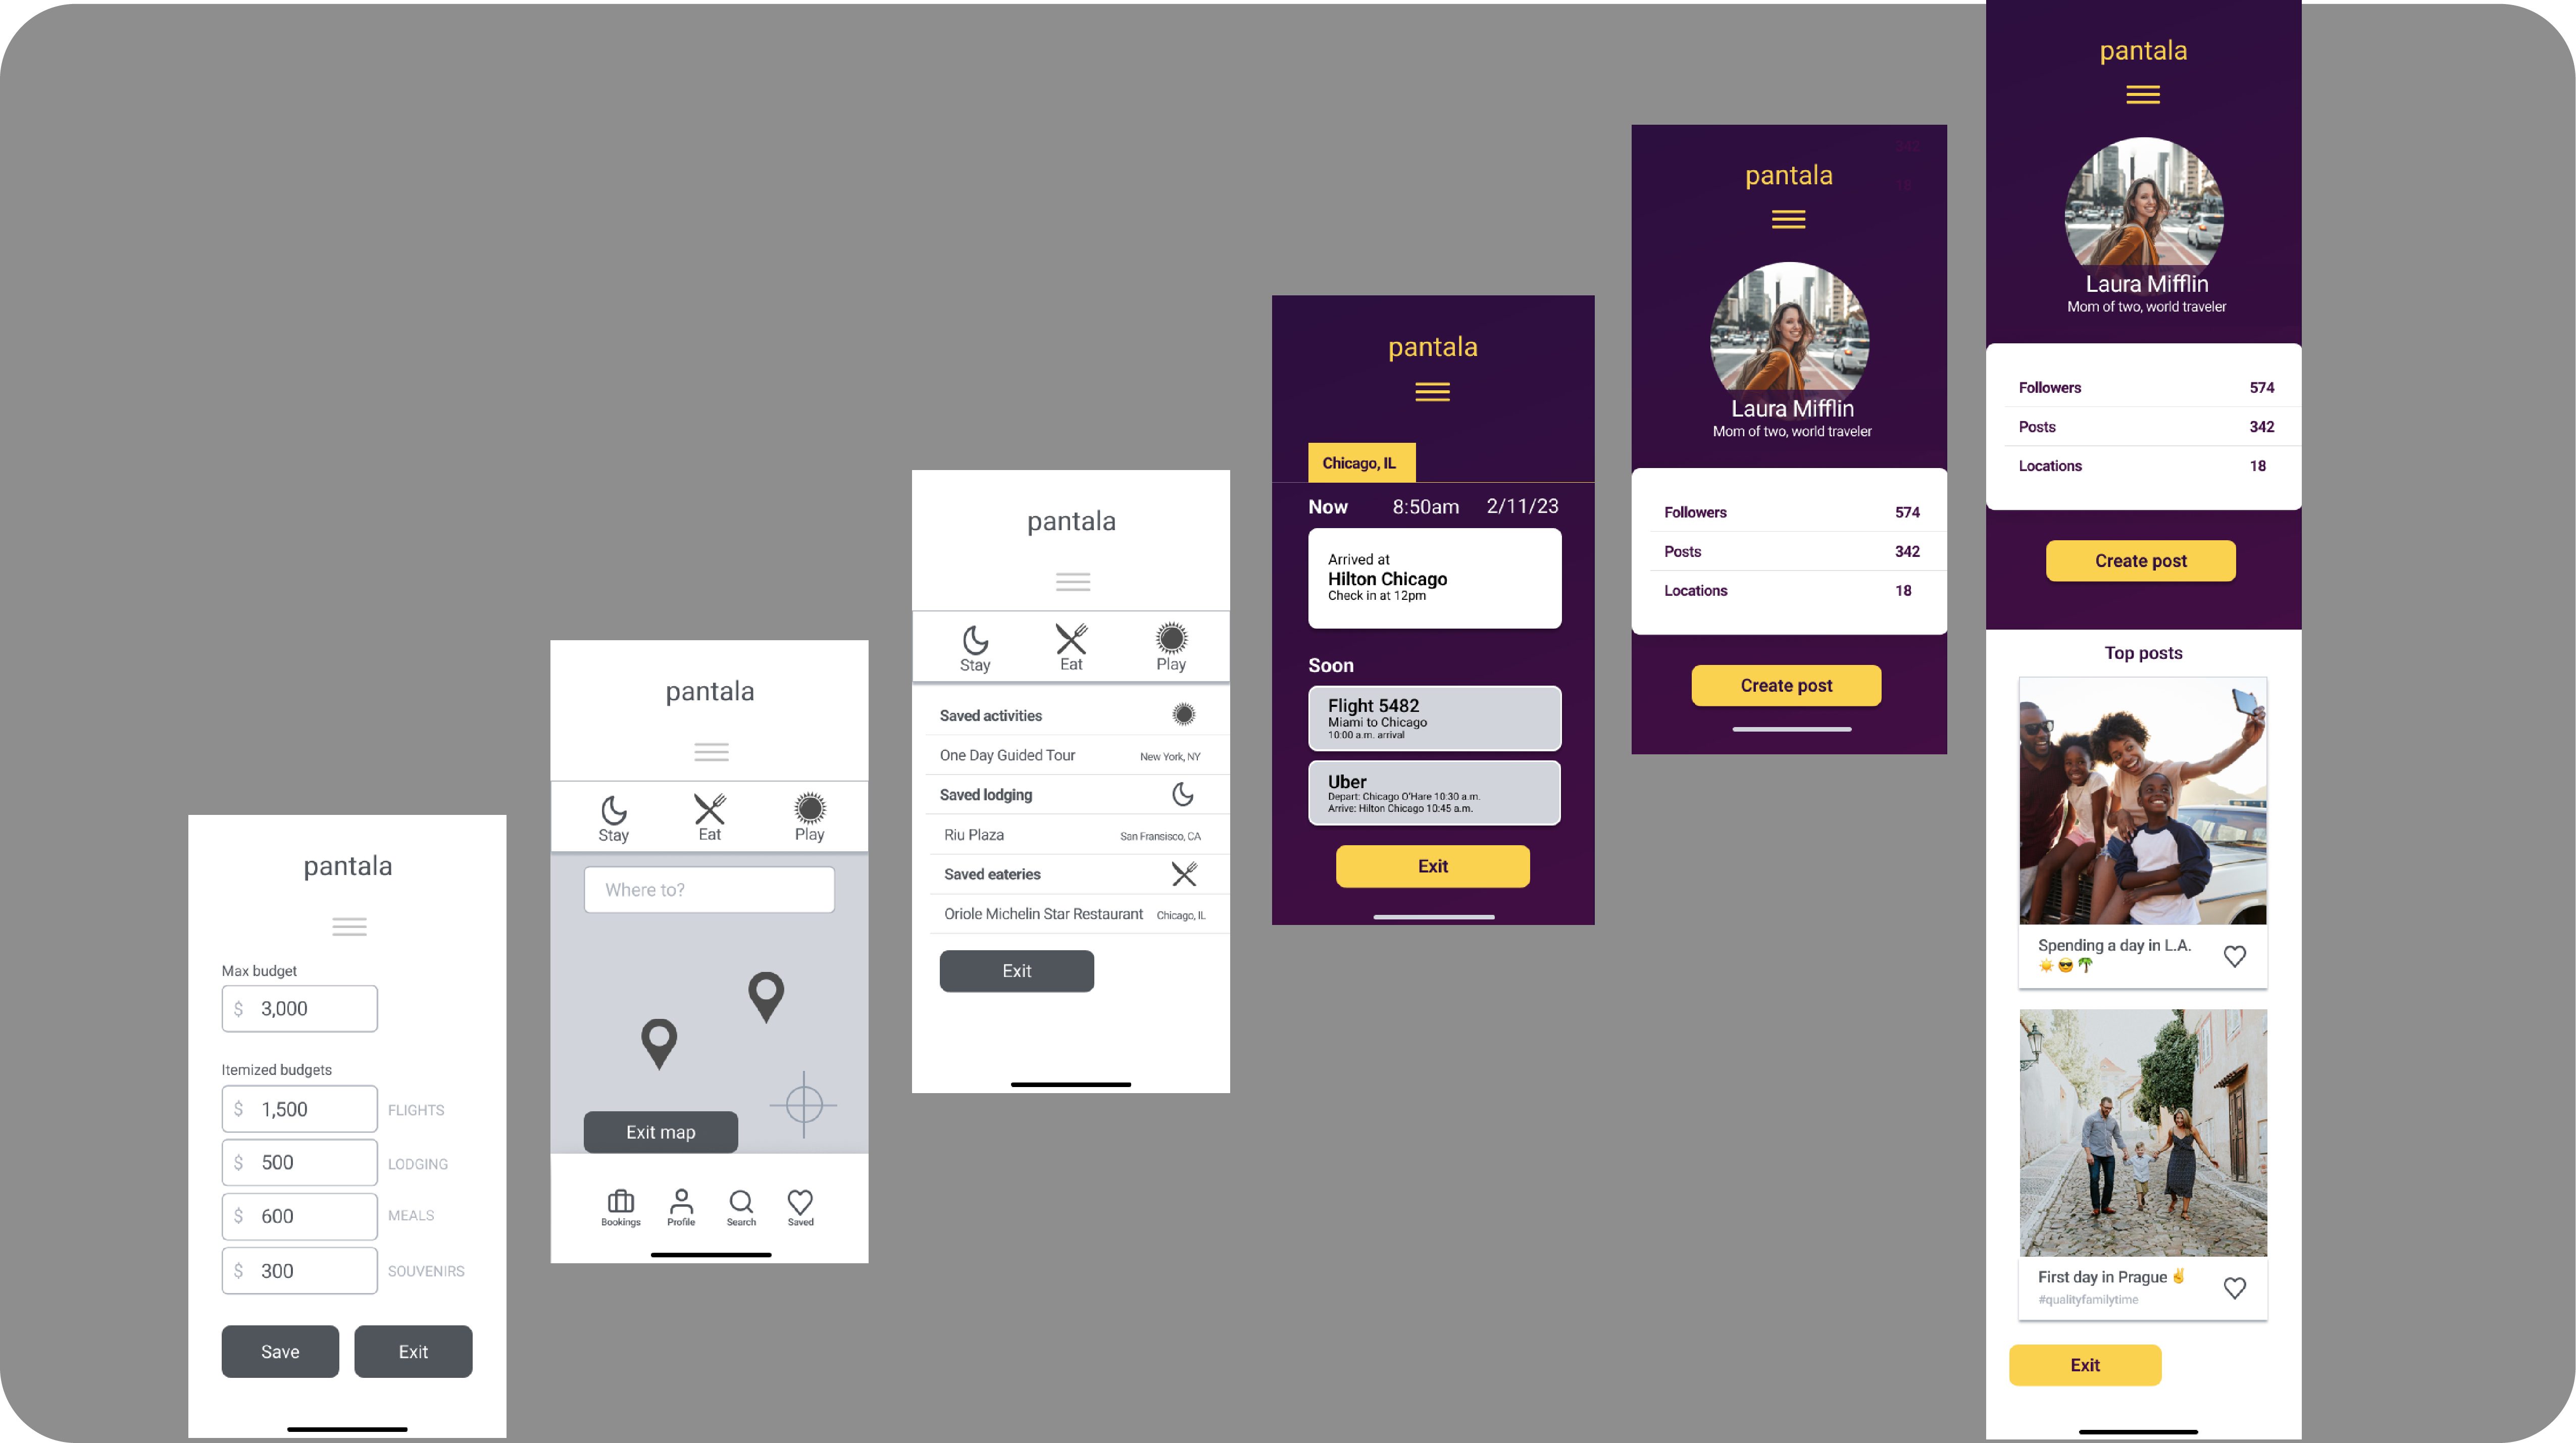 pantala
Max budget
$ 3,000
Itemized budgets
$ 1,500 FLIGHTS
$ 500 LODGING
$ 600 MEALS
$ 300 SOUVENIRS
Save Exit
pantala
Stay Eat Play
Where to?
Exit map
Bookings Profile Search Saved
pantala
Stay Eat Play
Saved activities
One Day Guided Tour New York, NY
Saved lodging
Riu Plaza San Fransisco, CA
Saved eateries
Oriole Michelin Star Restaurant Chicago, IL
Exit
pantala
Chicago, IL
Now 8:50am 2/11/23
Arrived at
Hilton Chicago
Check in at 12pm
Soon
Flight 5482
Miami to Chicago
10:00 a.m. arrival
Uber
Depart: Chicago O'Hare 10:30 a.m.
Arrive: Hilton Chicago 10:45 a.m.
Exit
342
18
pantala
Laura Mifflin
Mom of two, world traveler
Followers 574
Posts 342
Locations 18
Create post
pantala
Laura Mifflin
Mom of two, world traveler
Followers 574
Posts 342
Locations 18
Create post
Top posts
Spending a day in L.A.
☀️😎🌴
First day in Prague ✌️
#qualityfamilytime
Exit